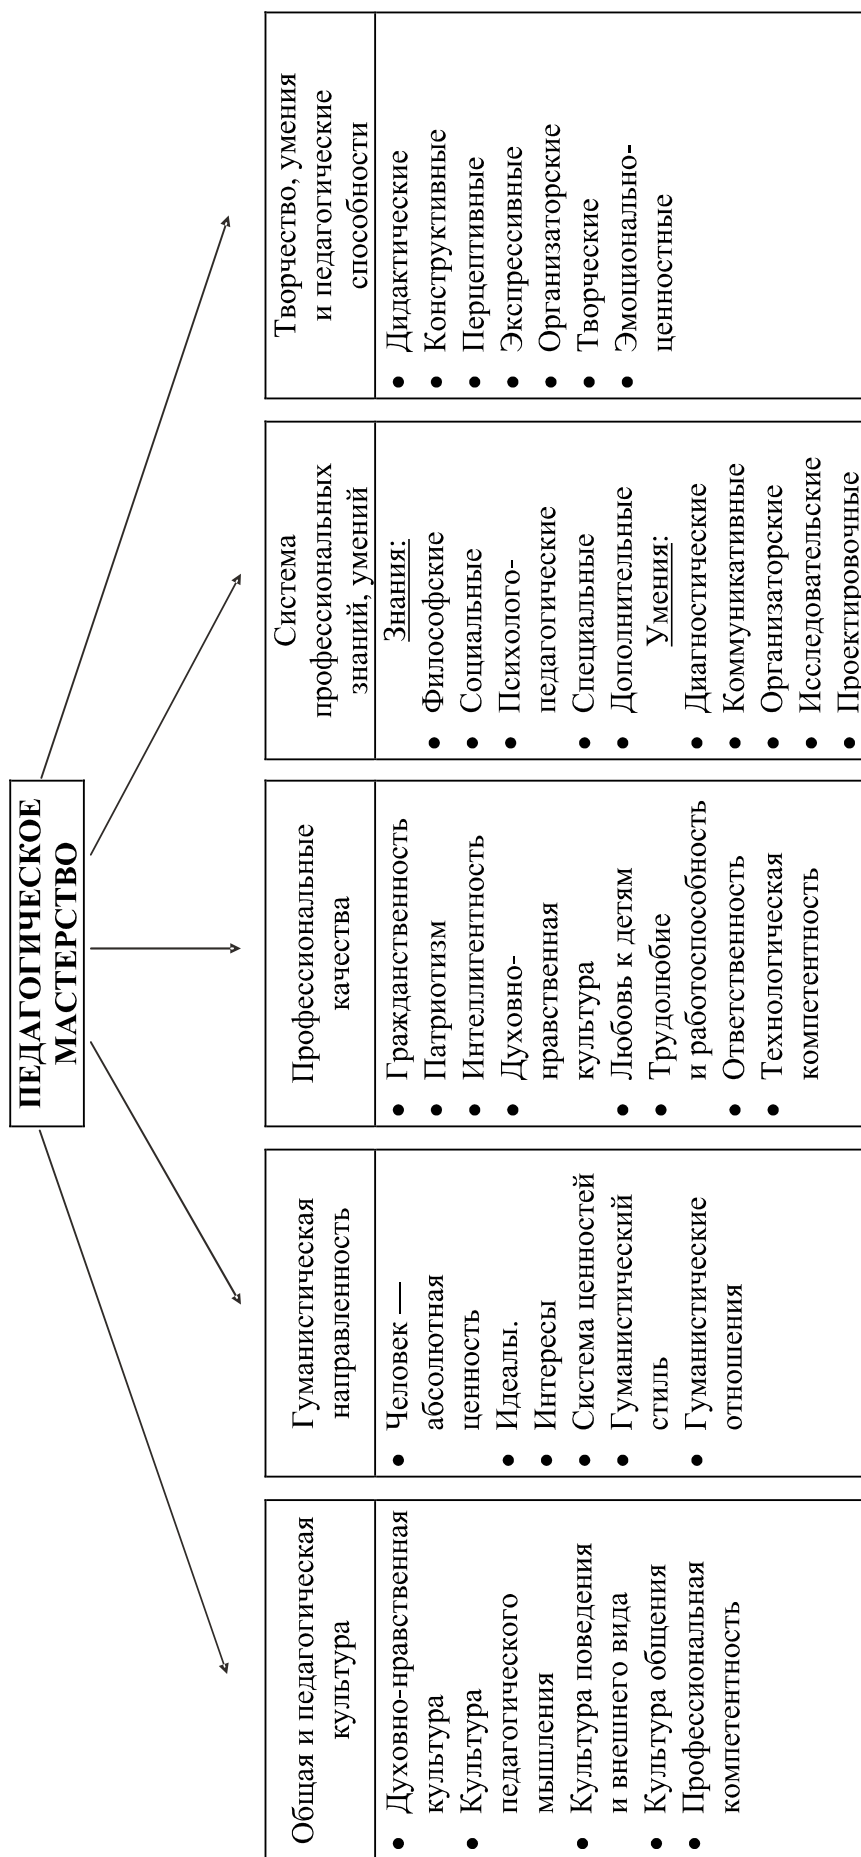 ПЕДАГОГИЧЕСКОЕ
МАСТЕРСТВО
Общая и педагогическая
культура
● Духовно-нравственная
культура
● Культура
педагогического
мышления
● Культура поведения
и внешнего вида
● Культура общения
● Профессиональная
компетентность
Гуманистическая
направленность
● Человек —
абсолютная
ценность
● Идеалы.
● Интересы
● Система ценностей
● Гуманистический
стиль
● Гуманистические
отношения
Профессиональные
качества
● Гражданственность
● Патриотизм
● Интеллигентность
● Духовно-
нравственная
культура
● Любовь к детям
● Трудолюбие
и работоспособность
● Ответственность
● Технологическая
компетентность
Система
профессиональных
знаний, умений
Знания:
● Философские
● Социальные
● Психолого-
педагогические
● Специальные
● Дополнительные
Умения:
● Диагностические
● Коммуникативные
● Организаторские
● Исследовательские
● Проектировочные
Творчество, умения
и педагогические
способности
● Дидактические
● Конструктивные
● Перцептивные
● Экспрессивные
● Организаторские
● Творческие
● Эмоционально-
ценностные